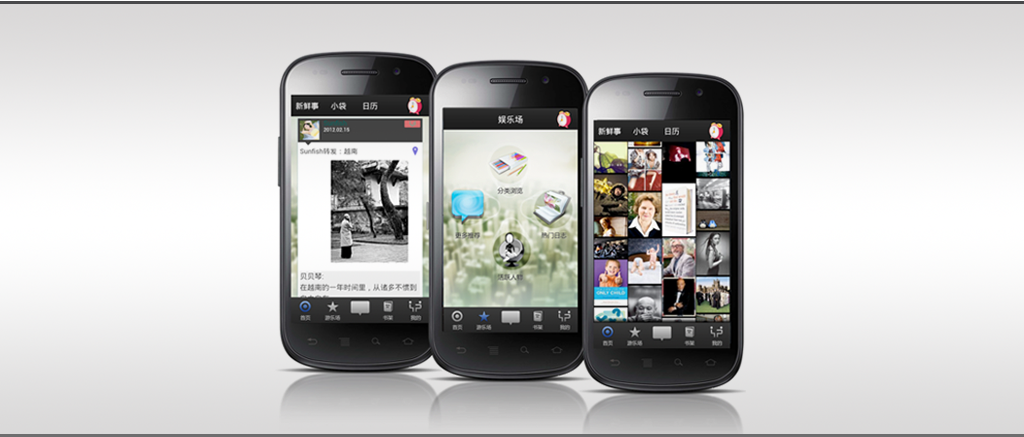 新鲜事 小袋 日历
2012.02.15
Sunfish转发：越南
贝贝琴:
在越南的一年时间里，从诸多不惯到
首页 游乐场 书架 我的
娱乐场
分类浏览
更多推荐 热门日志
活跃人物
首页 游乐场 书架 我的
新鲜事 小袋 日历
首页 游乐场 书架 我的